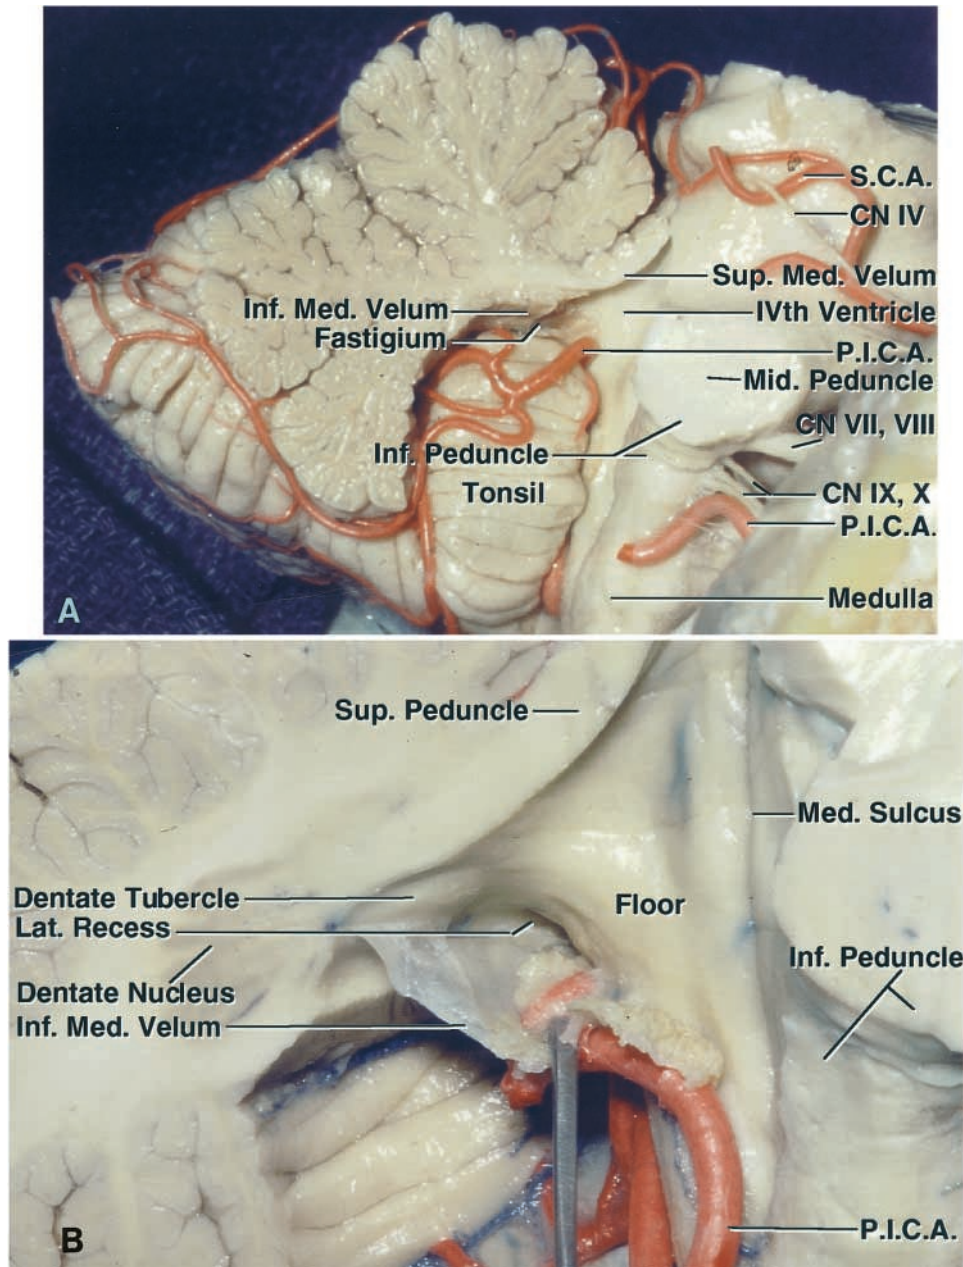 S.C.A.
CN IV
Sup. Med. Velum
Inf. Med. Velum
IVth Ventricle
Fastigium
P.I.C.A.
Mid. Peduncle
CN VII, VIII
Inf. Peduncle
Tonsil
CN IX, X
P.I.C.A.
Medulla
A
Sup. Peduncle
Med. Sulcus
Dentate Tubercle
Floor
Lat. Recess
Inf. Peduncle
Dentate Nucleus
Inf. Med. Velum
P.I.C.A.
B